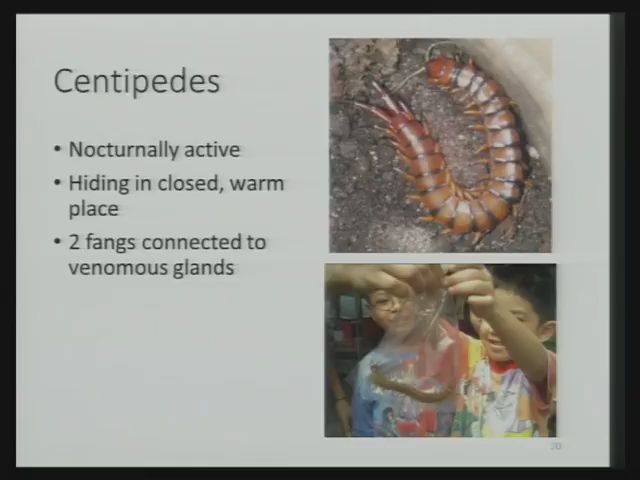 Centipedes
• Nocturnally active
• Hiding in closed, warm
place
• 2 fangs connected to
venomous glands
20